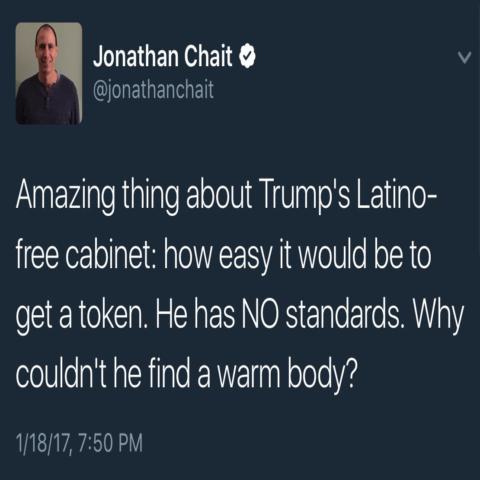 Jonathan Chait
@jonathanchait
Amazing thing about Trump's Latino-
free cabinet: how easy it would be to
get a token. He has NO standards. Why
couldn't he find a warm body?
1/18/17, 7:50 PM